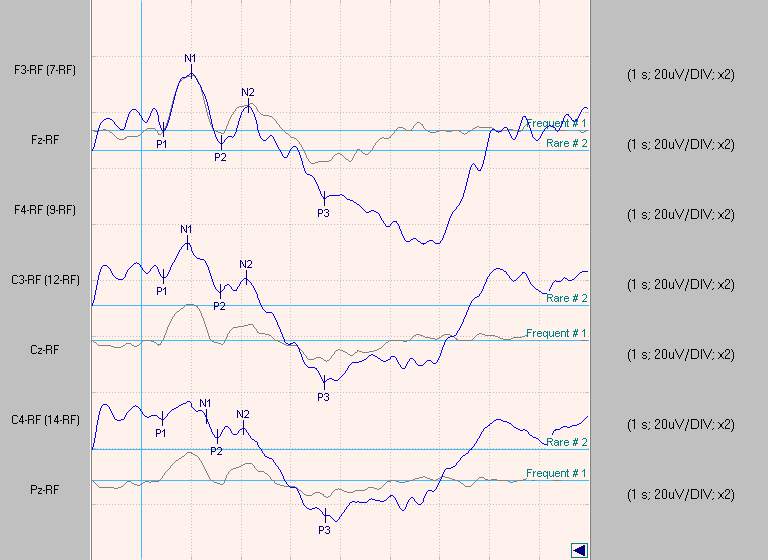 F3-RF (7-RF)
(1 s; 20uV/DIV; x2)
N1
N2
Frequent # 1
P1
P2
Fz-RF
Rare # 2
(1 s; 20uV/DIV; x2)
P3
F4-RF (9-RF)
(1 s; 20uV/DIV; x2)
N1
N2
C3-RF (12-RF)
(1 s; 20uV/DIV; x2)
P1
P2
Rare # 2
Frequent # 1
Cz-RF
(1 s; 20uV/DIV; x2)
P3
N1
N2
C4-RF (14-RF)
(1 s; 20uV/DIV; x2)
P1
P2
Rare # 2
Frequent # 1
Pz-RF
(1 s; 20uV/DIV; x2)
P3